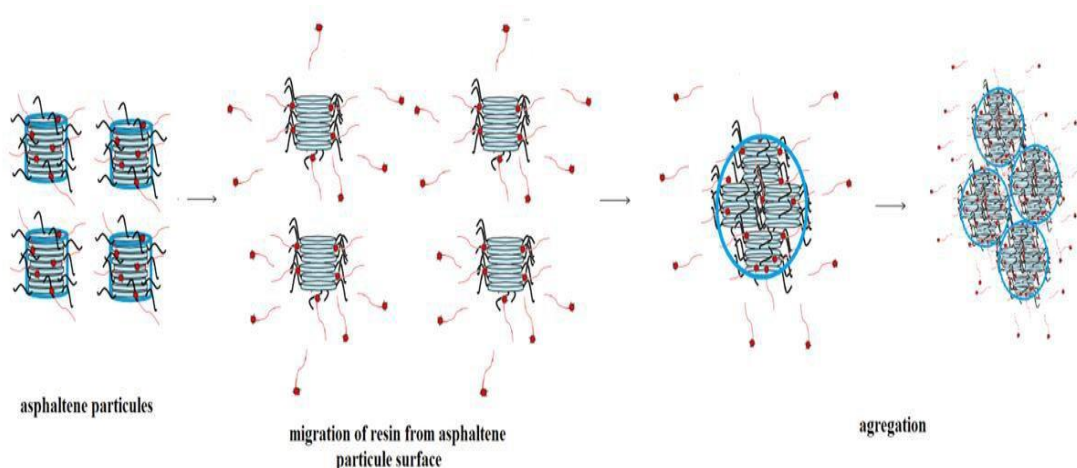 asphaltene particules
migration of resin from asphaltene
particule surface
agregation